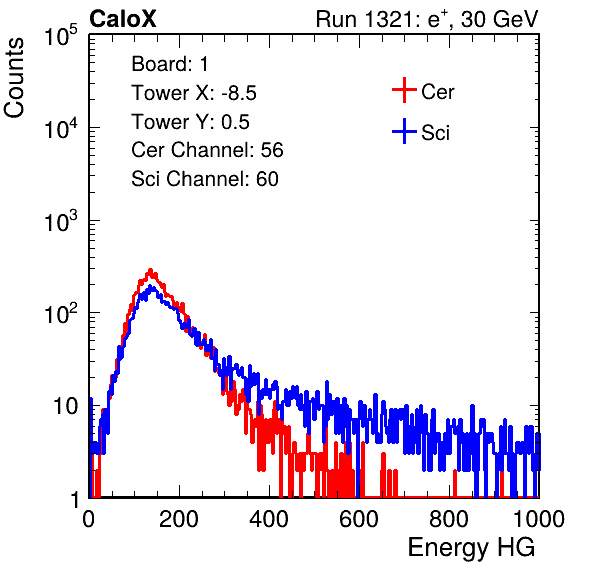 CaloX Run 1321: e⁺, 30 GeV
Counts
Board: 1
Tower X: -8.5
Tower Y: 0.5
Cer Channel: 56
Sci Channel: 60
Cer
Sci
10⁵
10⁴
10³
10²
10
1
0 200 400 600 800 1000
Energy HG